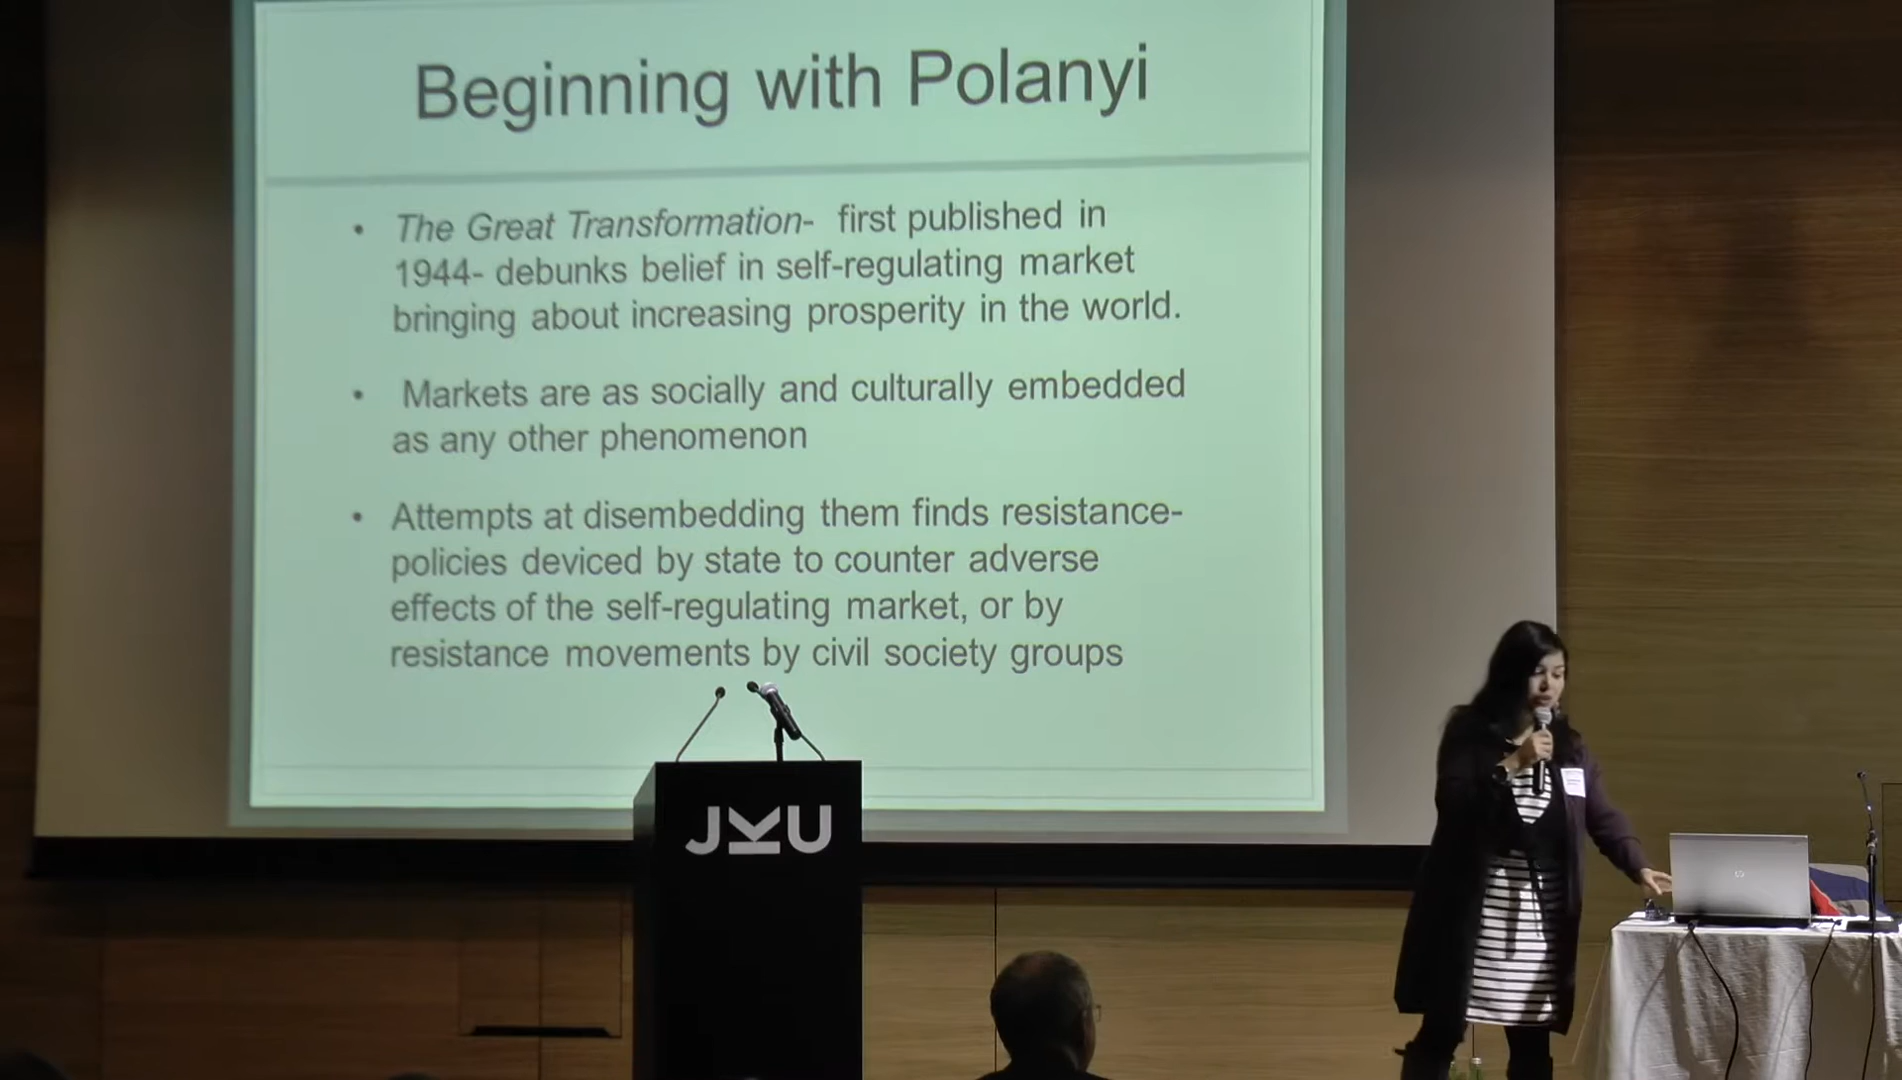 Beginning with Polanyi
• The Great Transformation- first published in
1944- debunks belief in self-regulating market
bringing about increasing prosperity in the world.
• Markets are as socially and culturally embedded
as any other phenomenon
• Attempts at disembedding them finds resistance-
policies deviced by state to counter adverse
effects of the self-regulating market, or by
resistance movements by civil society groups
JKU